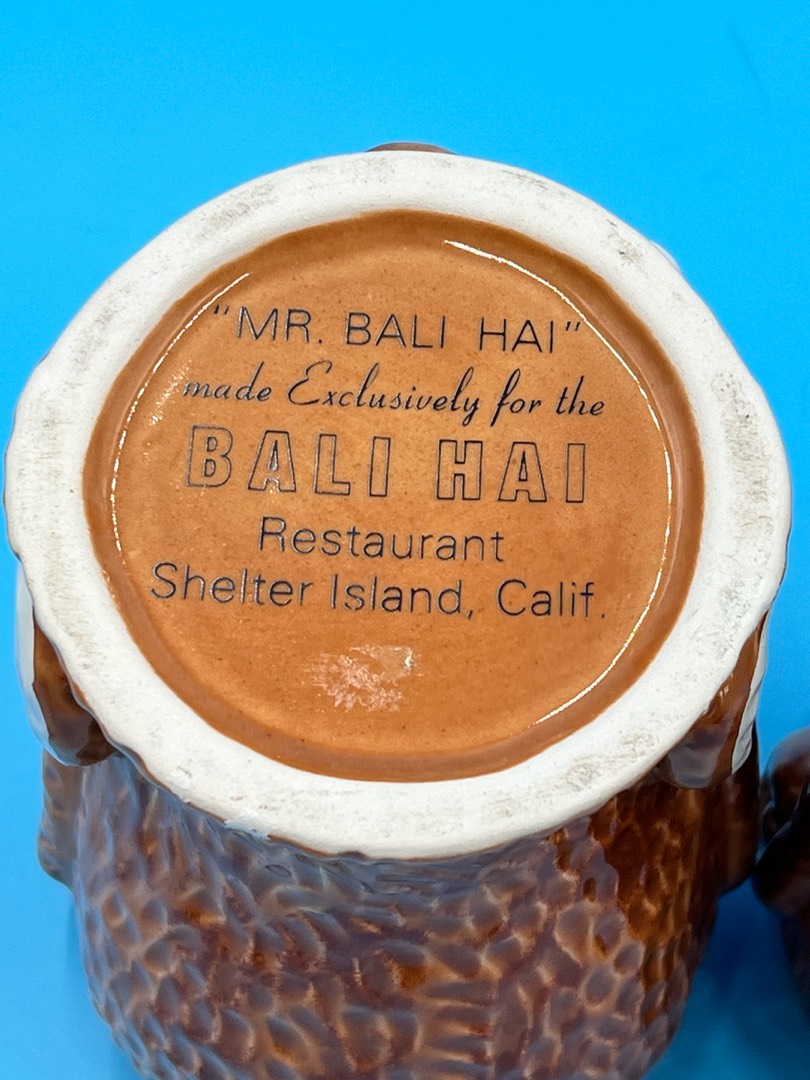 "MR. BALI HAI"
made Exclusively for the
BALI HAI
Restaurant
Shelter Island, Calif.